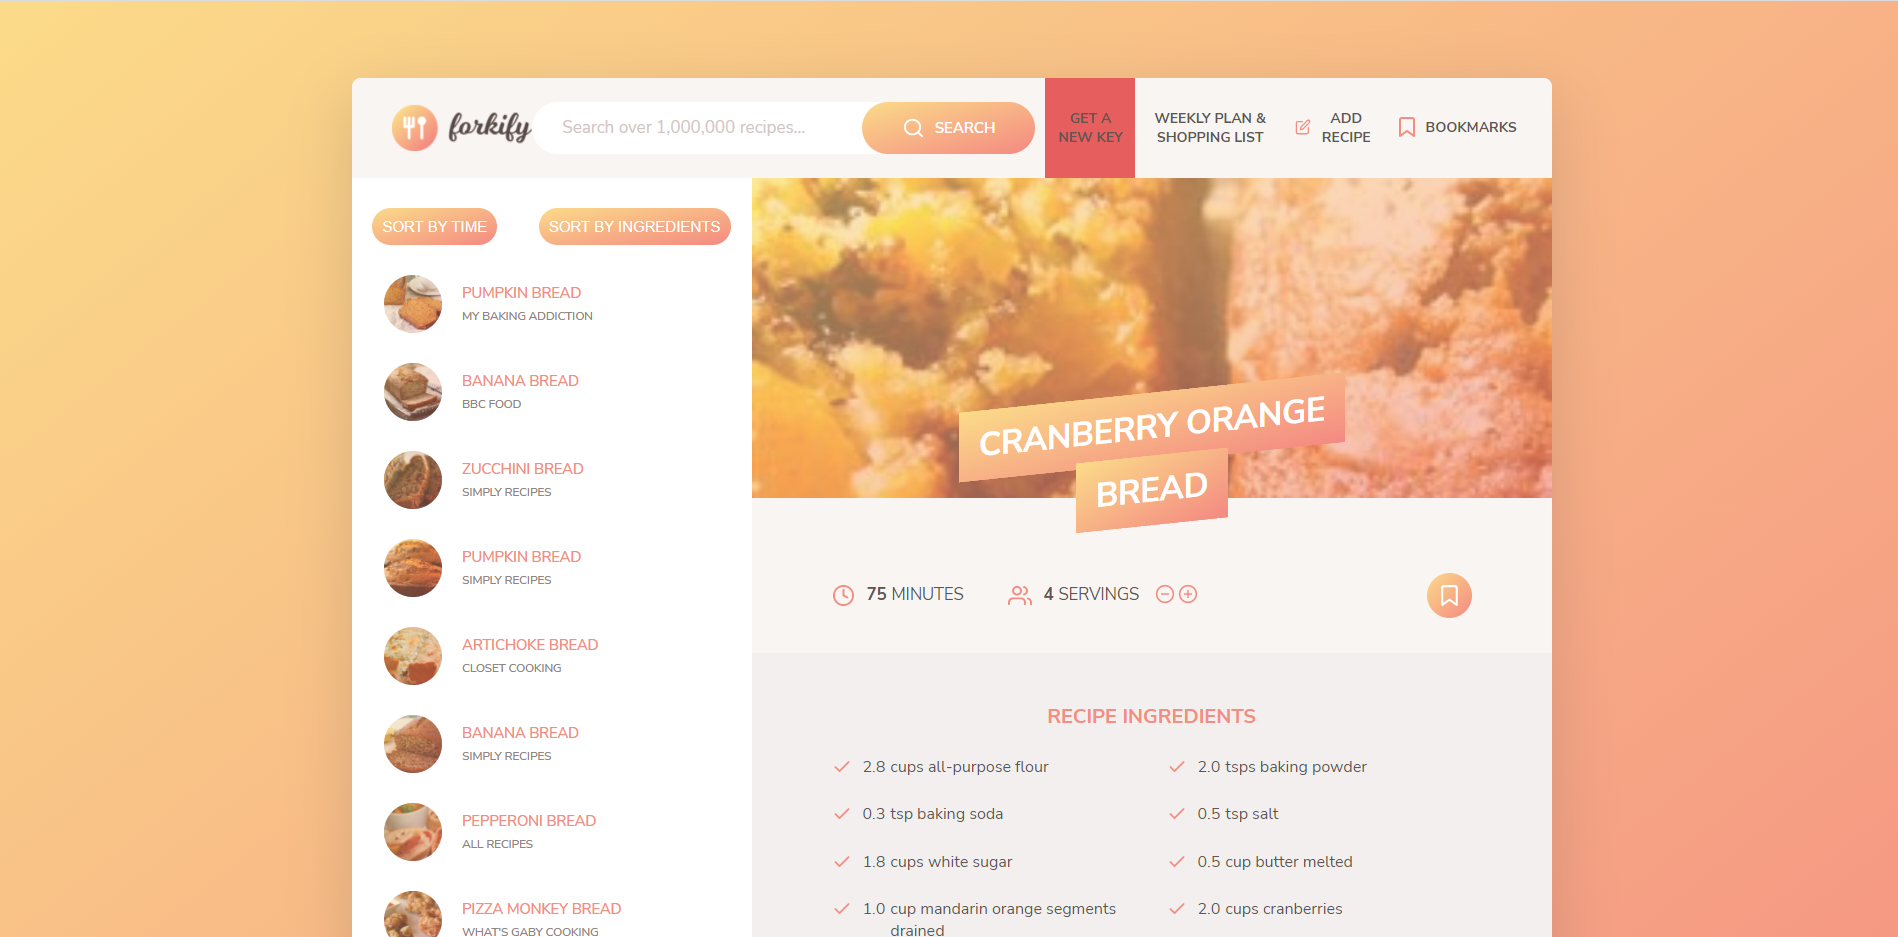 forkify
Search over 1,000,000 recipes...
SEARCH
GET A
NEW KEY
WEEKLY PLAN &
SHOPPING LIST
ADD
RECIPE
BOOKMARKS
SORT BY TIME
SORT BY INGREDIENTS
PUMPKIN BREAD
MY BAKING ADDICTION
BANANA BREAD
BBC FOOD
ZUCCHINI BREAD
SIMPLY RECIPES
PUMPKIN BREAD
SIMPLY RECIPES
ARTICHOKE BREAD
CLOSET COOKING
BANANA BREAD
SIMPLY RECIPES
PEPPERONI BREAD
ALL RECIPES
PIZZA MONKEY BREAD
WHAT'S GABY COOKING
CRANBERRY ORANGE
BREAD
75 MINUTES
4 SERVINGS
RECIPE INGREDIENTS
2.8 cups all-purpose flour
2.0 tsps baking powder
0.3 tsp baking soda
0.5 tsp salt
1.8 cups white sugar
0.5 cup butter melted
1.0 cup mandarin orange segments
drained
2.0 cups cranberries